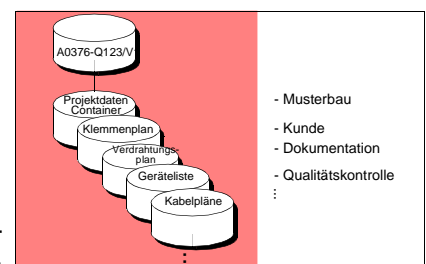 A0376-Q123/V
Projektdaten
Container
Klemmenplan
Verdrahtungs-
plan
Geräteliste
Kabelpläne
- Musterbau
- Kunde
- Dokumentation
- Qualitätskontrolle